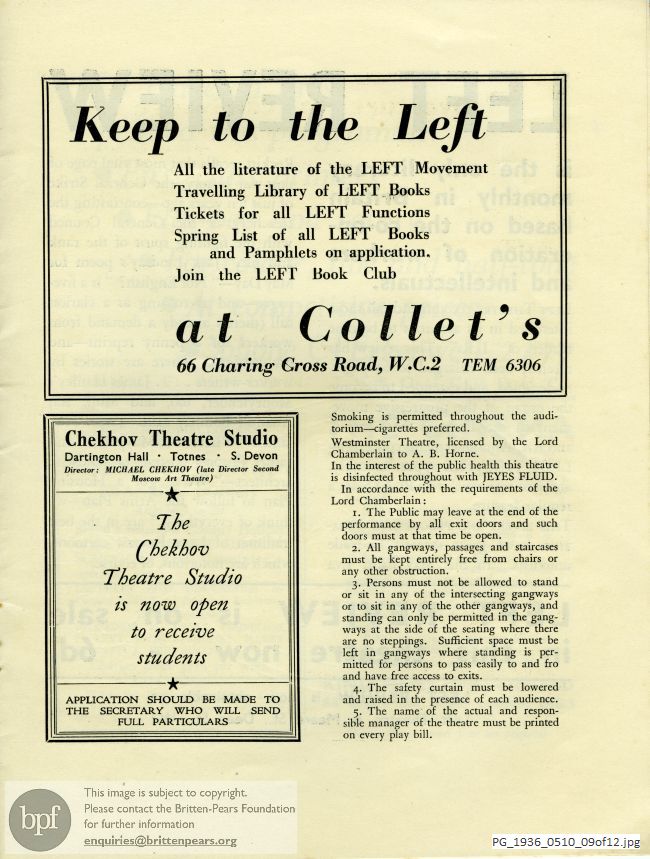 Keep to the Left
All the literature of the LEFT Movement
Travelling Library of LEFT Books
Tickets for all LEFT Functions
Spring List of all LEFT Books
and Pamphlets on application.
Join the LEFT Book Club
at Collet's
66 Charing Cross Road, W.C.2 TEM 6306
Chekhov Theatre Studio
Dartington Hall · Totnes · S. Devon
Director: MICHAEL CHEKHOV (late Director Second
Moscow Art Theatre)
★
The
Chekhov
Theatre Studio
is now open
to receive
students
★
APPLICATION SHOULD BE MADE TO
THE SECRETARY WHO WILL SEND
FULL PARTICULARS
Smoking is permitted throughout the audi-
torium—cigarettes preferred.
Westminster Theatre, licensed by the Lord
Chamberlain to A. B. Horne.
In the interest of the public health this theatre
is disinfected throughout with JEYES FLUID.
In accordance with the requirements of the
Lord Chamberlain:
1. The Public may leave at the end of the
performance by all exit doors and such
doors must at that time be open.
2. All gangways, passages and staircases
must be kept entirely free from chairs or
any other obstruction.
3. Persons must not be allowed to stand
or sit in any of the intersecting gangways
or to sit in any of the other gangways, and
standing can only be permitted in the gang-
ways at the side of the seating where there
are no steppings. Sufficient space must be
left in gangways where standing is per-
mitted for persons to pass easily to and fro
and have free access to exits.
4. The safety curtain must be lowered
and raised in the presence of each audience.
5. The name of the actual and respon-
sible manager of the theatre must be printed
on every play bill.
bpf
This image is subject to copyright.
Please contact the Britten-Pears Foundation
for further information
enquiries@brittenpears.org
PG_1936_0510_09of12.jpg